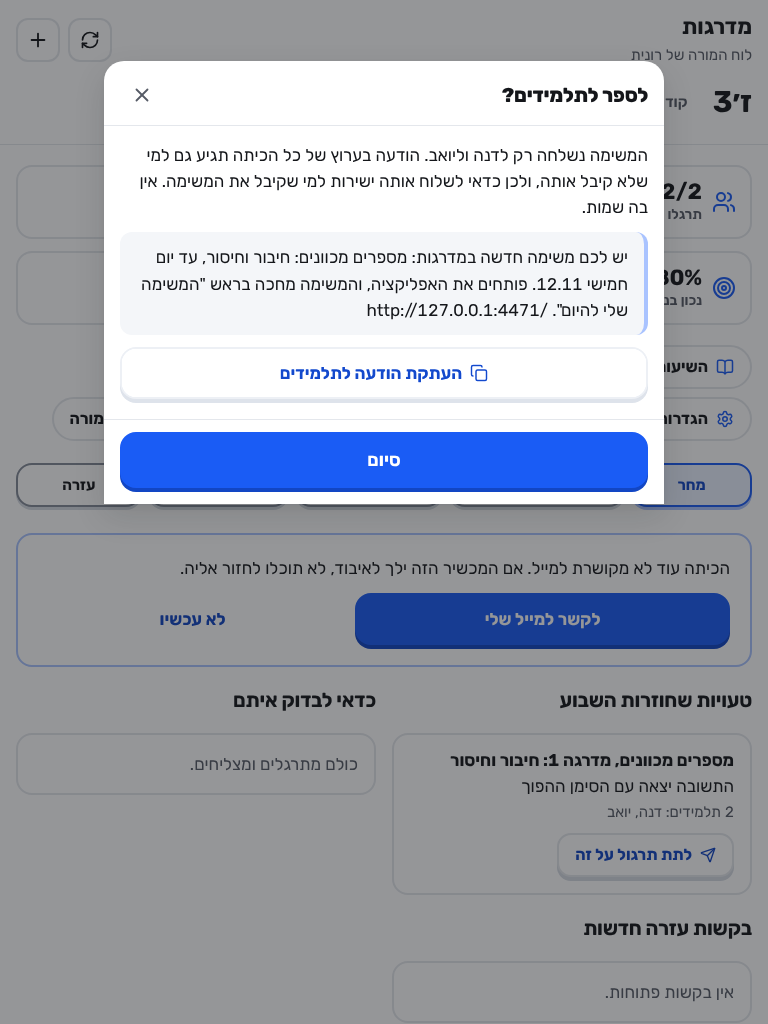 מדרגות
לוח המורה של רונית
ז׳3
קוד
2/2
תרגלו
80%
נכון
השיעור
הגדרות
מורה
מחר
עזרה
לספר לתלמידים?
המשימה נשלחה רק לדנה וליואב. הודעה בערוץ של כל הכיתה תגיע גם למי
שלא קיבל אותה, ולכן כדאי לשלוח אותה ישירות למי שקיבל את המשימה. אין
בה שמות.
יש לכם משימה חדשה במדרגות: מספרים מכוונים: חיבור וחיסור, עד יום
חמישי 12.11. פותחים את האפליקציה, והמשימה מחכה בראש "המשימה
שלי להיום". http://127.0.0.1:4471/
העתקת הודעה לתלמידים
סיום
הכיתה עוד לא מקושרת למייל. אם המכשיר הזה ילך לאיבוד, לא תוכלו לחזור אליה.
לקשר למייל שלי
לא עכשיו
טעויות שחוזרות השבוע
מספרים מכוונים, מדרגה 1: חיבור וחיסור
התשובה יצאה עם הסימן ההפוך
2 תלמידים: דנה, יואב
לתת תרגול על זה
כדאי לבדוק איתם
כולם מתרגלים ומצליחים.
בקשות עזרה חדשות
אין בקשות פתוחות.